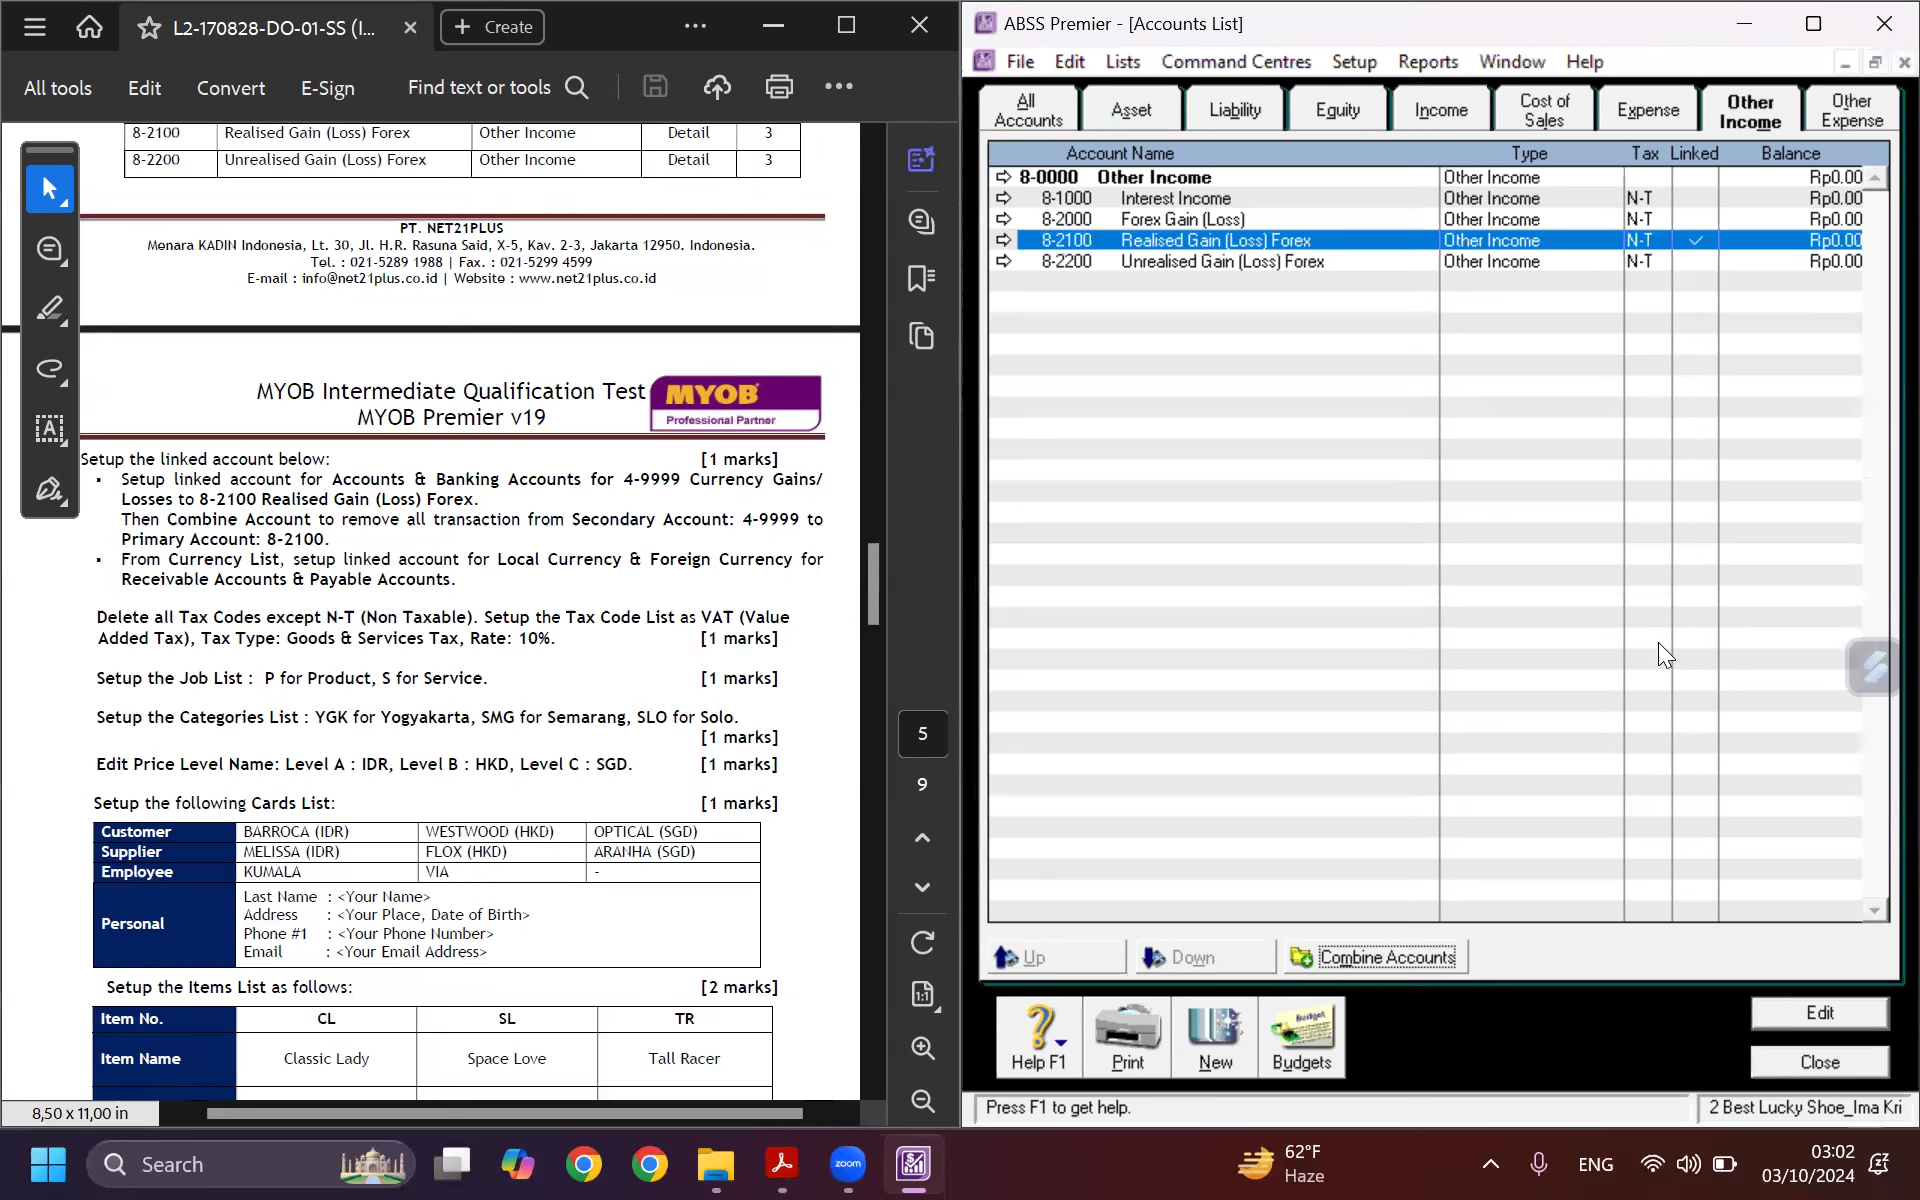 L2-170828-DO-01-SS (I...
Create
All tools
Edit
Convert
E-Sign
Find text or tools
8-2100 Realised Gain (Loss) Forex Other Income Detail 3
8-2200 Unrealised Gain (Loss) Forex Other Income Detail 3
PT. NET21PLUS
Menara KADIN Indonesia, Lt. 30, Jl. H.R. Rasuna Said, X-5, Kav. 2-3, Jakarta 12950. Indonesia.
Tel. : 021-5289 1988 | Fax. : 021-5299 4599
E-mail : info@net21plus.co.id | Website : www.net21plus.co.id
MYOB Intermediate Qualification Test
MYOB Premier v19
MYOB
Professional Partner
Setup the linked account below: [1 marks]
▪ Setup linked account for Accounts & Banking Accounts for 4-9999 Currency Gains/
Losses to 8-2100 Realised Gain (Loss) Forex.
Then Combine Account to remove all transaction from Secondary Account: 4-9999 to
Primary Account: 8-2100.
▪ From Currency List, setup linked account for Local Currency & Foreign Currency for
Receivable Accounts & Payable Accounts.
Delete all Tax Codes except N-T (Non Taxable). Setup the Tax Code List as VAT (Value
Added Tax), Tax Type: Goods & Services Tax, Rate: 10%. [1 marks]
Setup the Job List : P for Product, S for Service. [1 marks]
Setup the Categories List : YGK for Yogyakarta, SMG for Semarang, SLO for Solo.
[1 marks]
Edit Price Level Name: Level A : IDR, Level B : HKD, Level C : SGD. [1 marks]
Setup the following Cards List: [1 marks]
Customer BARROCA (IDR) WESTWOOD (HKD) OPTICAL (SGD)
Supplier MELISSA (IDR) FLOX (HKD) ARANHA (SGD)
Employee KUMALA VIA -
Personal
Last Name : <Your Name>
Address : <Your Place, Date of Birth>
Phone #1 : <Your Phone Number>
Email : <Your Email Address>
Setup the Items List as follows: [2 marks]
Item No. CL SL TR
Item Name Classic Lady Space Love Tall Racer
8,50 x 11,00 in
5
9
1:1
ABSS Premier - [Accounts List]
File Edit Lists Command Centres Setup Reports Window Help
All Accounts
Asset
Liability
Equity
Income
Cost of Sales
Expense
Other Income
Other Expense
Account Name Type Tax Linked Balance
8-0000 Other Income Other Income Rp0.00
8-1000 Interest Income Other Income N-T Rp0.00
8-2000 Forex Gain (Loss) Other Income N-T Rp0.00
8-2100 Realised Gain (Loss) Forex Other Income N-T Rp0.00
8-2200 Unrealised Gain (Loss) Forex Other Income N-T Rp0.00
Up
Down
Combine Accounts
Help F1
Print
New
Budget
Budgets
Edit
Close
Press F1 to get help.
2 Best Lucky Shoe_Ima Kri
Search
zoom
62°F
Haze
ENG
03:02
03/10/2024